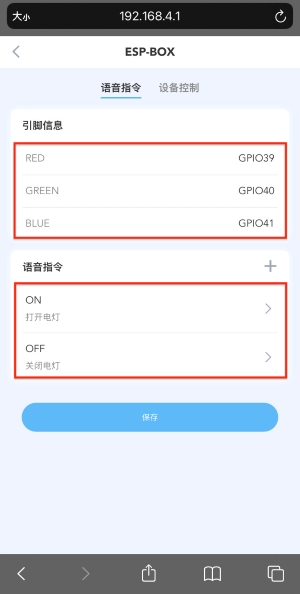 大小 192.168.4.1
ESP-BOX
语音指令 设备控制
引脚信息
RED GPIO39
GREEN GPIO40
BLUE GPIO41
语音指令
ON
打开电灯
OFF
关闭电灯
保存